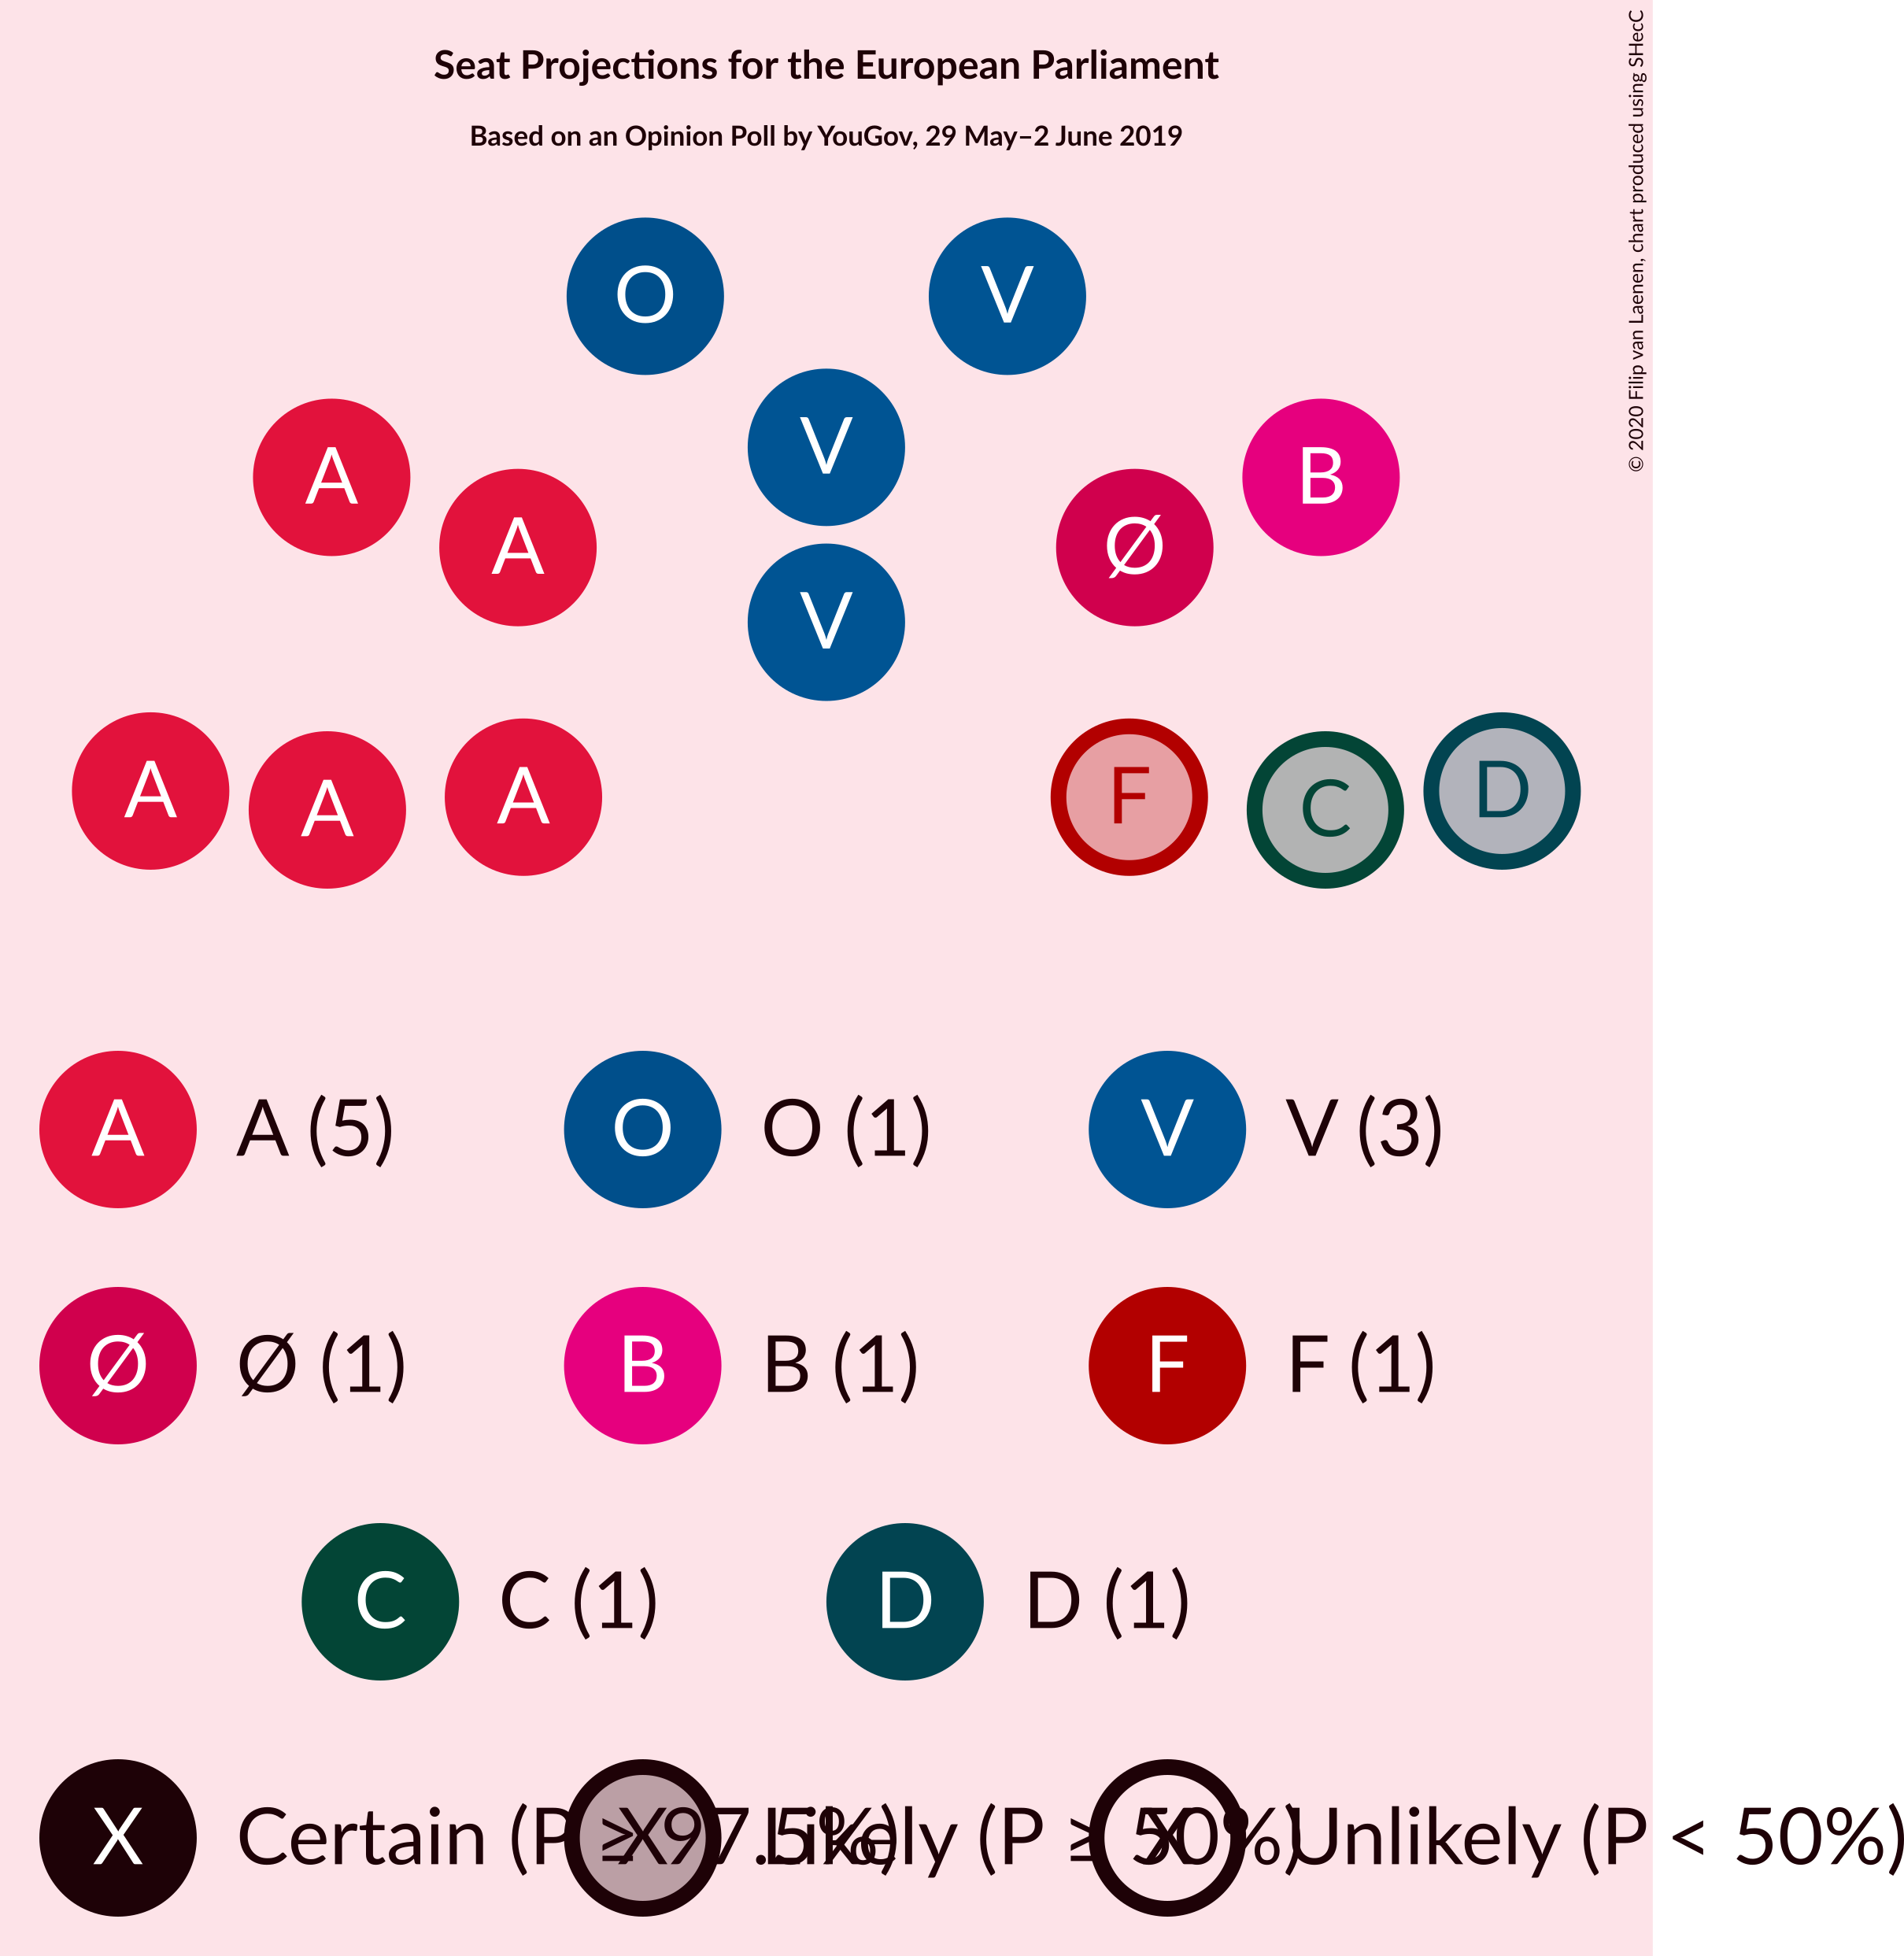 Seat Projections for the European Parliament
Based on an Opinion Poll by YouGov, 29 May–2 June 2019
© 2020 Filip van Laenen, chart produced using SHecC
O V
V
A B
A Ø
V
A A A F C D
A A (5) O O (1) V V (3)
Ø Ø (1) B B (1) F F (1)
C C (1) D D (1)
X Certain (P ≥ 97.5%) X Likely (P ≥ 50%) X Unlikely (P < 50%)